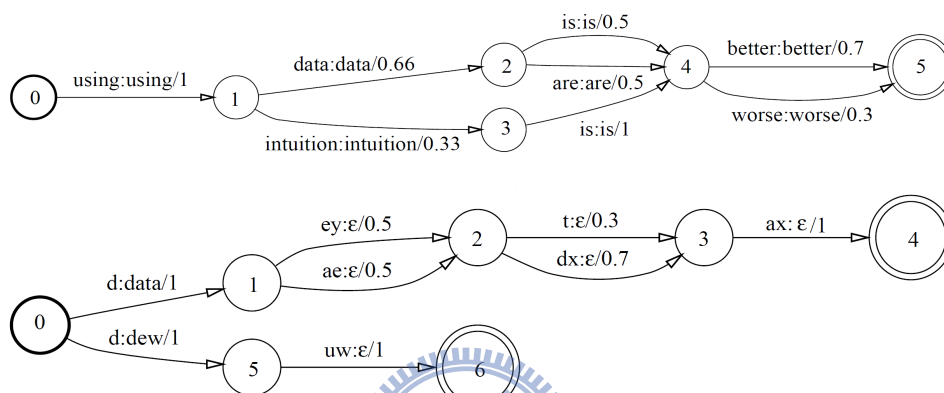 is:is/0.5
data:data/0.66
better:better/0.7
using:using/1
0
1
2
4
5
are:are/0.5
3
intuition:intuition/0.33
is:is/1
worse:worse/0.3
ey:ε/0.5
t:ε/0.3
ax: ε/1
d:data/1
ae:ε/0.5
dx:ε/0.7
0
1
2
3
4
d:dew/1
uw:ε/1
5
6